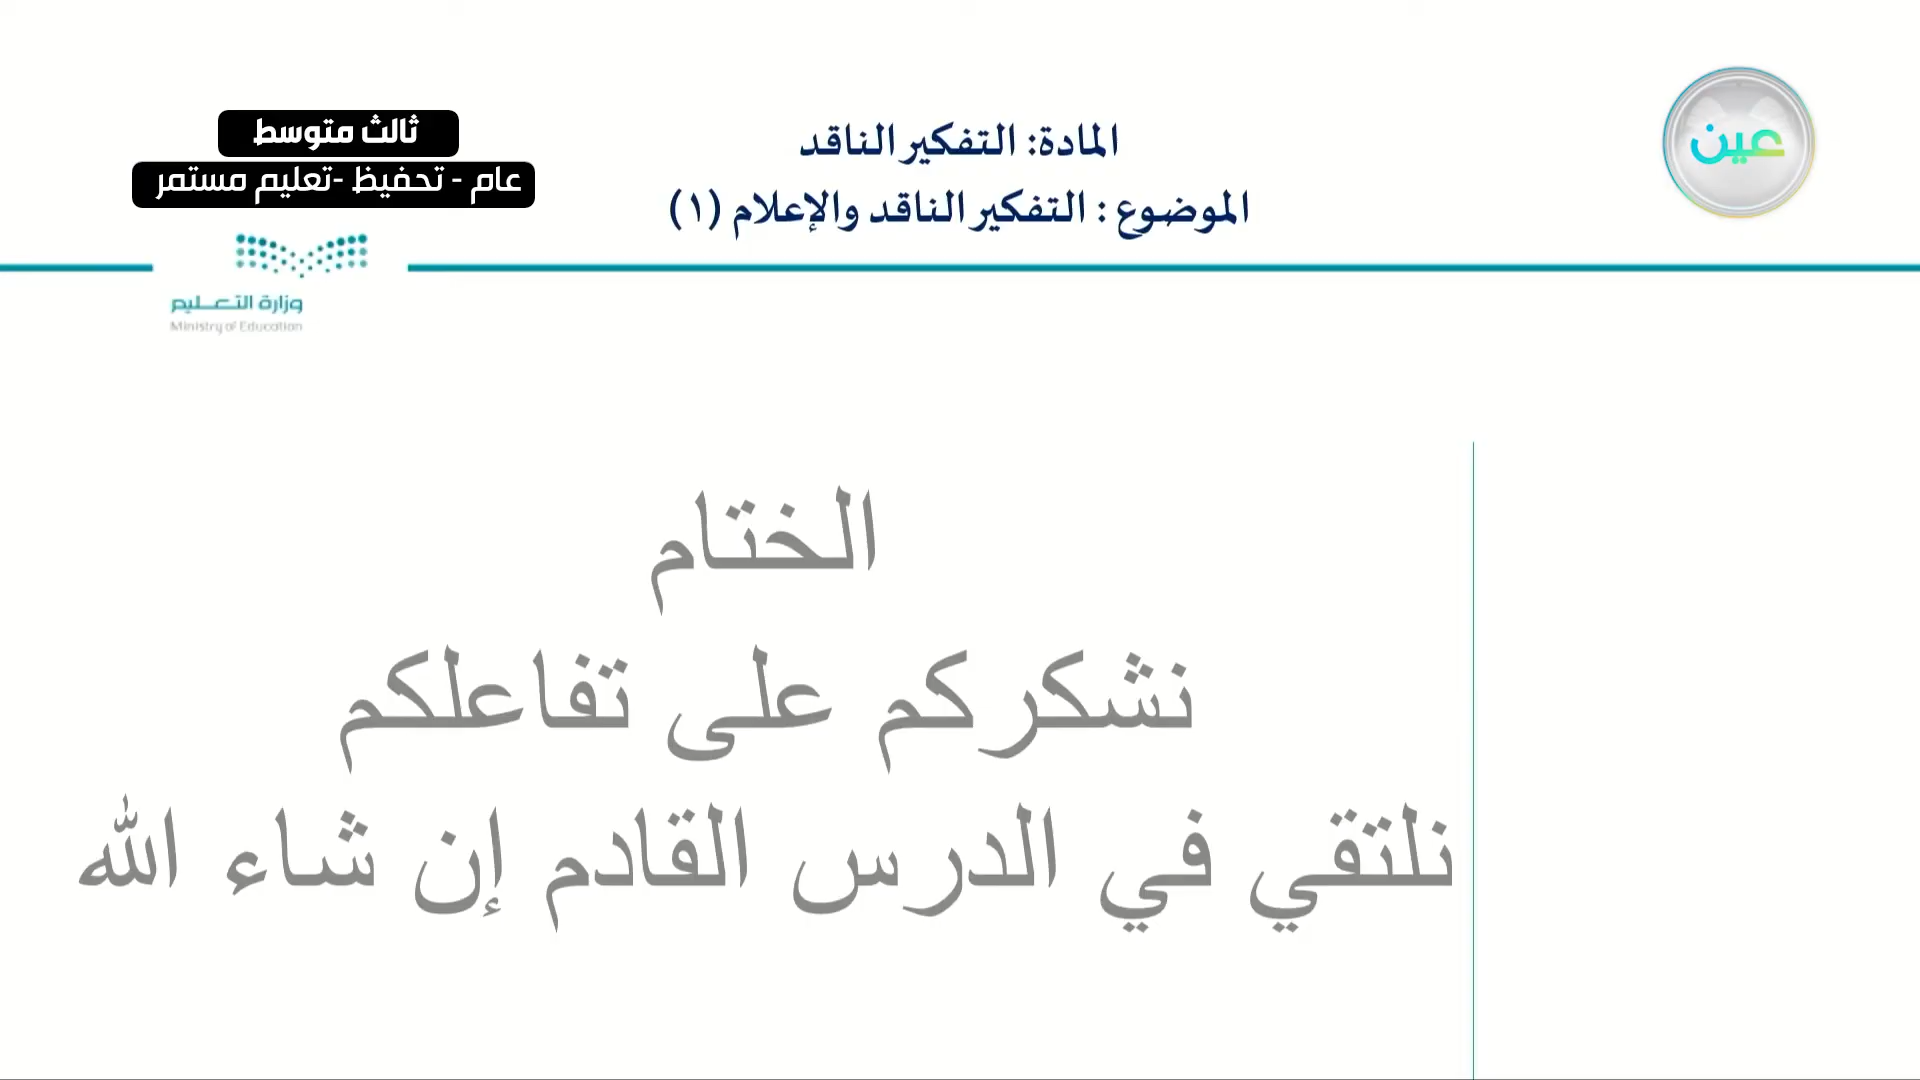 عين
المادة: التفكير الناقد
الموضوع : التفكير الناقد والإعلام (١)
ثالث متوسط
عام - تحفيظ -تعليم مستمر
وزارة التعليم
Ministry of Education
الختام
نشكركم على تفاعلكم
نلتقي في الدرس القادم إن شاء الله